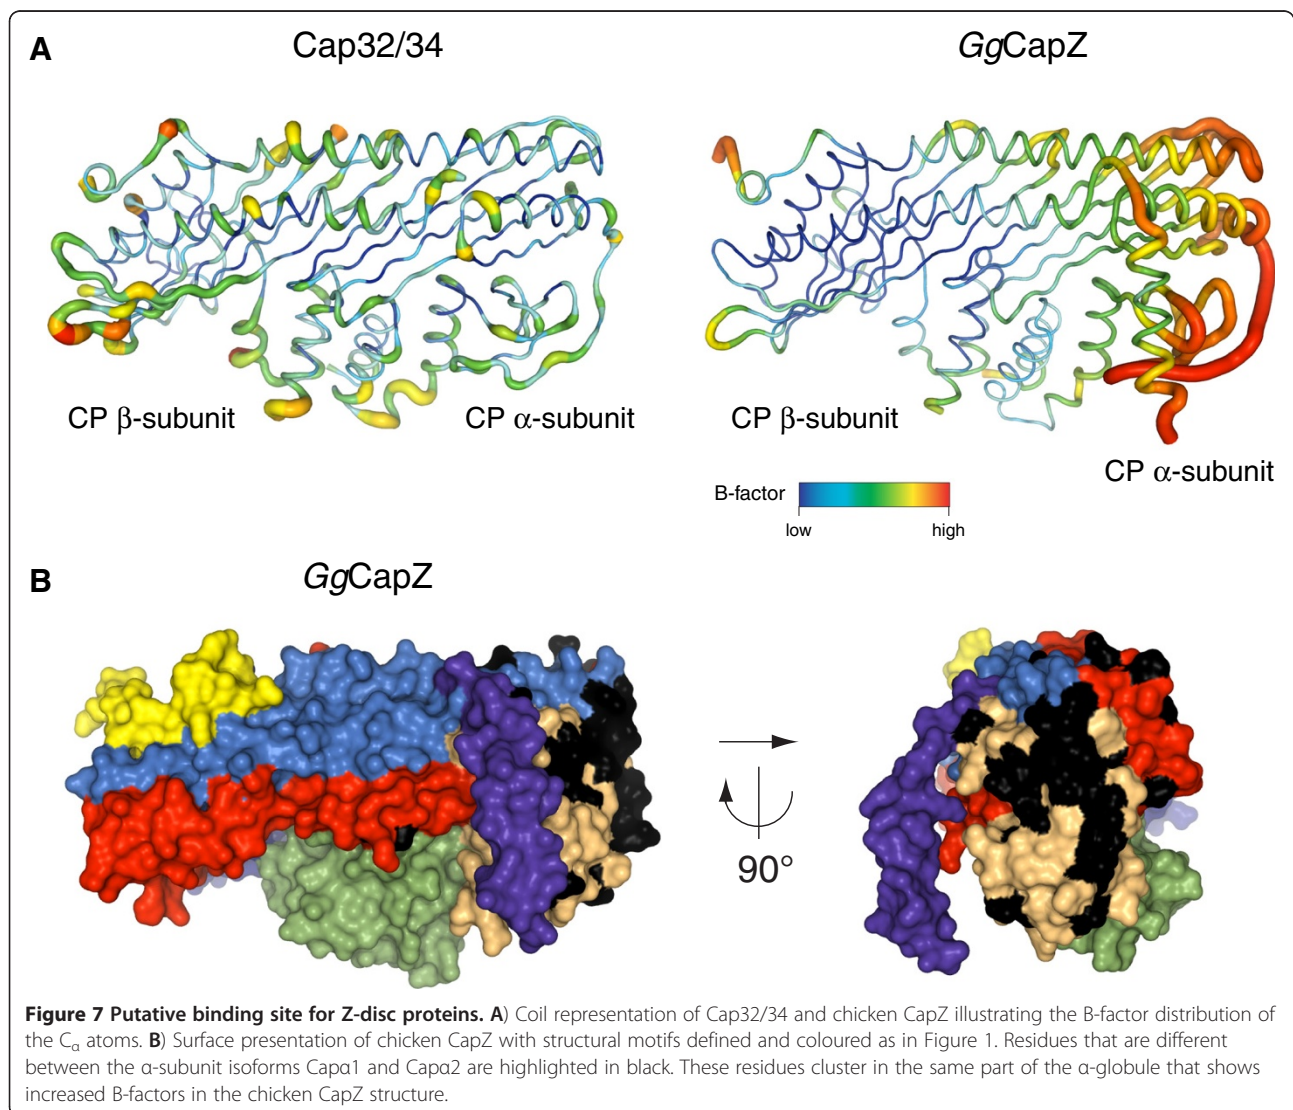 A
Cap32/34
GgCapZ
CP β-subunit
CP α-subunit
CP β-subunit
CP α-subunit
B-factor
low
high
B
GgCapZ
90°
Figure 7 Putative binding site for Z-disc proteins. A) Coil representation of Cap32/34 and chicken CapZ illustrating the B-factor distribution of
the Cα atoms. B) Surface presentation of chicken CapZ with structural motifs defined and coloured as in Figure 1. Residues that are different
between the α-subunit isoforms Capα1 and Capα2 are highlighted in black. These residues cluster in the same part of the α-globule that shows
increased B-factors in the chicken CapZ structure.